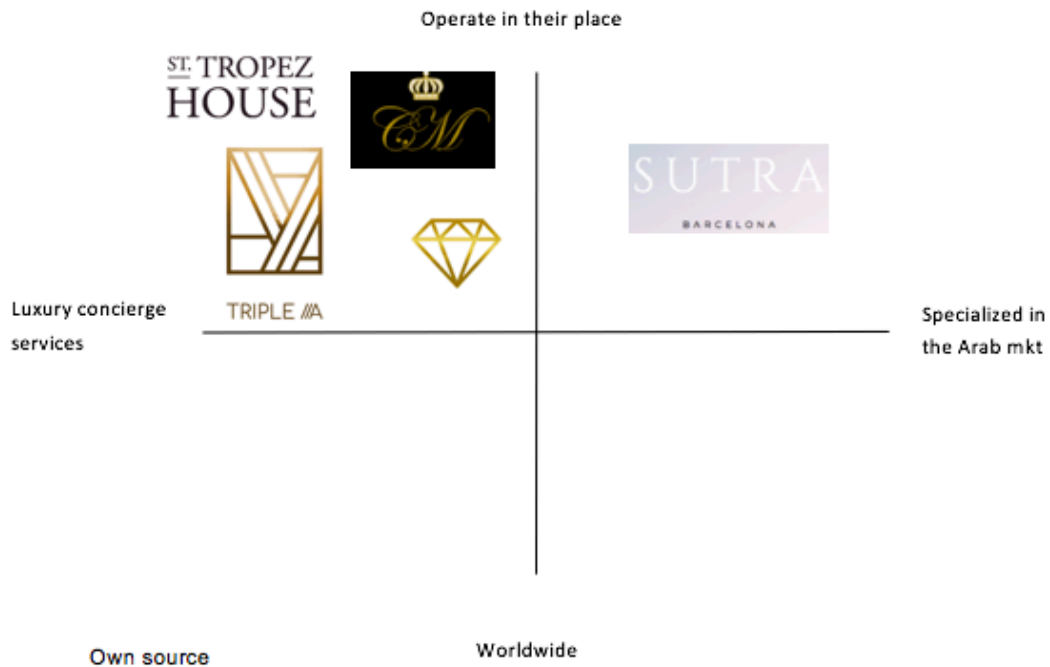 Operate in their place
ST. TROPEZ
HOUSE
CM
SUTRA
BARCELONA
TRIPLE ///A
Luxury concierge
services
Specialized in
the Arab mkt
Worldwide
Own source